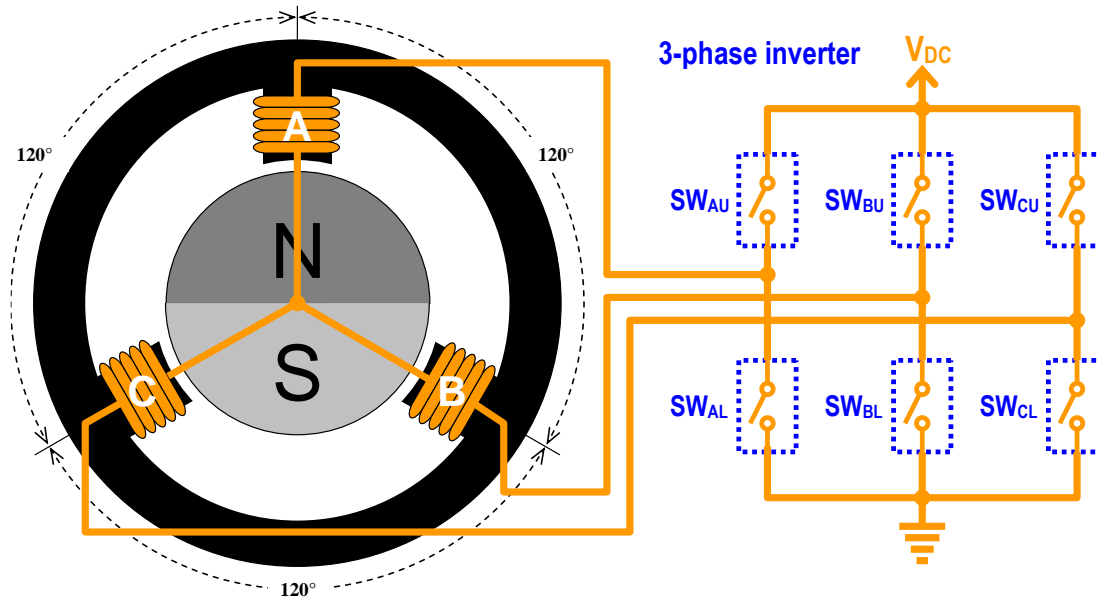 3-phase inverter
VDC
A
120°
120°
SWAU
SWBU
SWCU
N
S
C
B
SWAL
SWBL
SWCL
120°